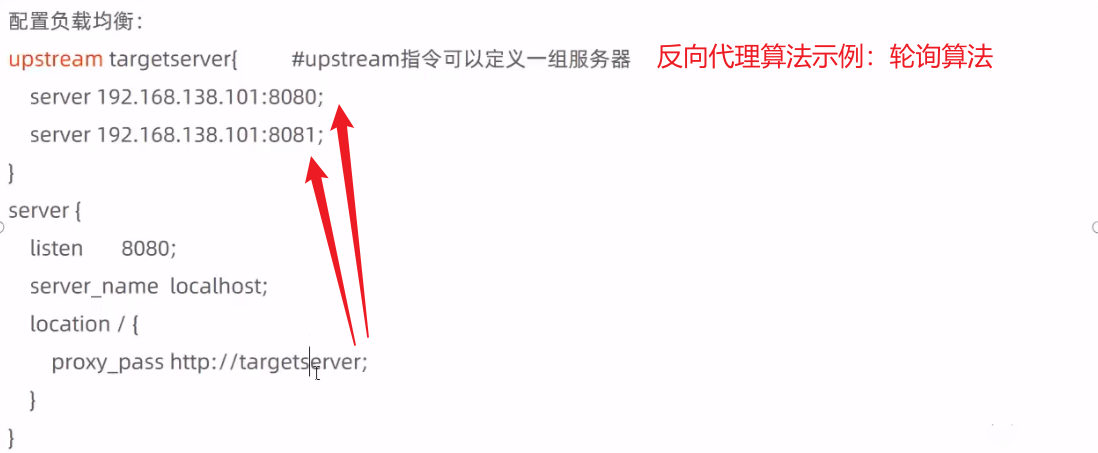 配置负载均衡：
upstream targetserver{ #upstream指令可以定义一组服务器 反向代理算法示例：轮询算法
server 192.168.138.101:8080;
server 192.168.138.101:8081;
}
server {
listen 8080;
server_name localhost;
location / {
proxy_pass http://targetserver;
}
}